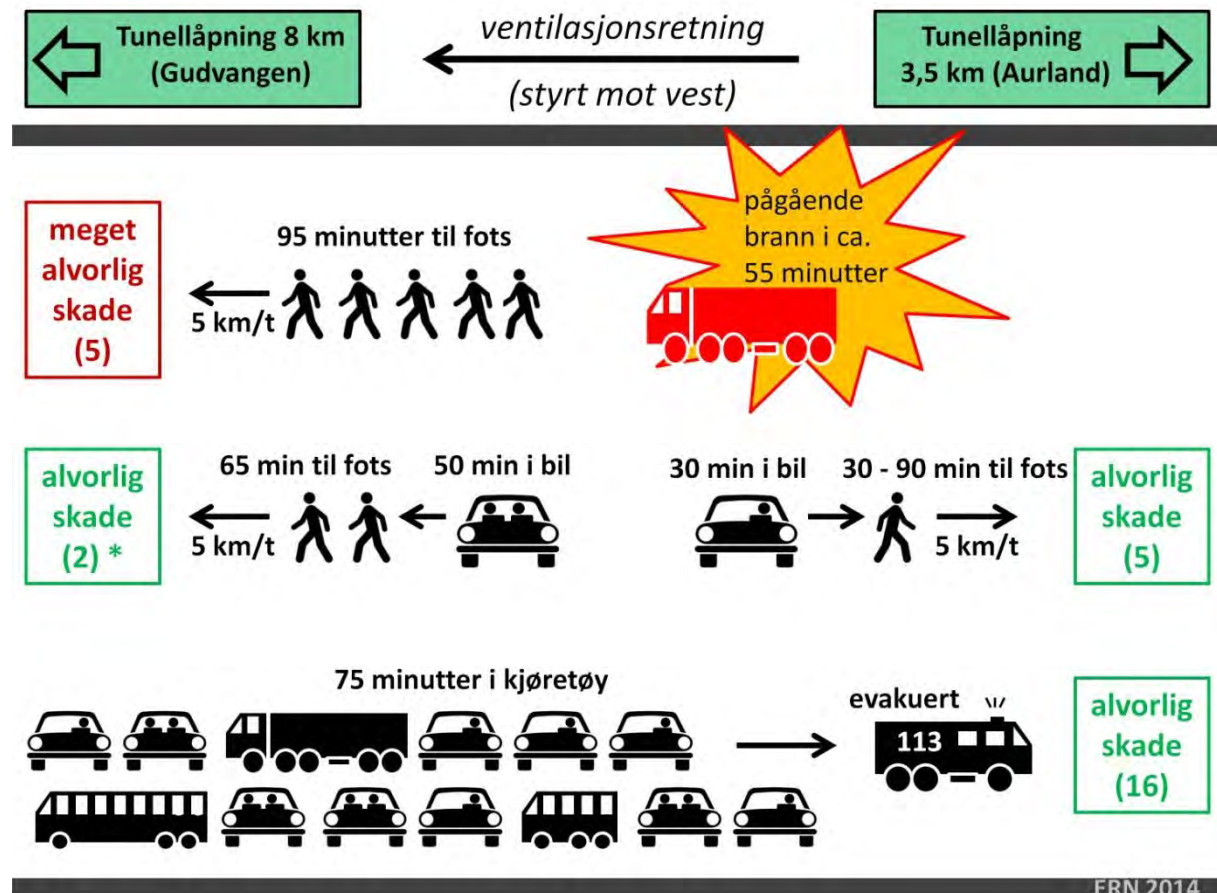 Tunellåpning 8 km
(Gudvangen)
ventilasjonsretning
(styrt mot vest)
Tunellåpning
3,5 km (Aurland)
meget
alvorlig
skade
(5)
95 minutter til fots
5 km/t
pågående
brann i ca.
55 minutter
alvorlig
skade
(2) *
65 min til fots
5 km/t
50 min i bil
30 min i bil
30 - 90 min til fots
5 km/t
alvorlig
skade
(5)
75 minutter i kjøretøy
evakuert
113
alvorlig
skade
(16)
ERN 2014